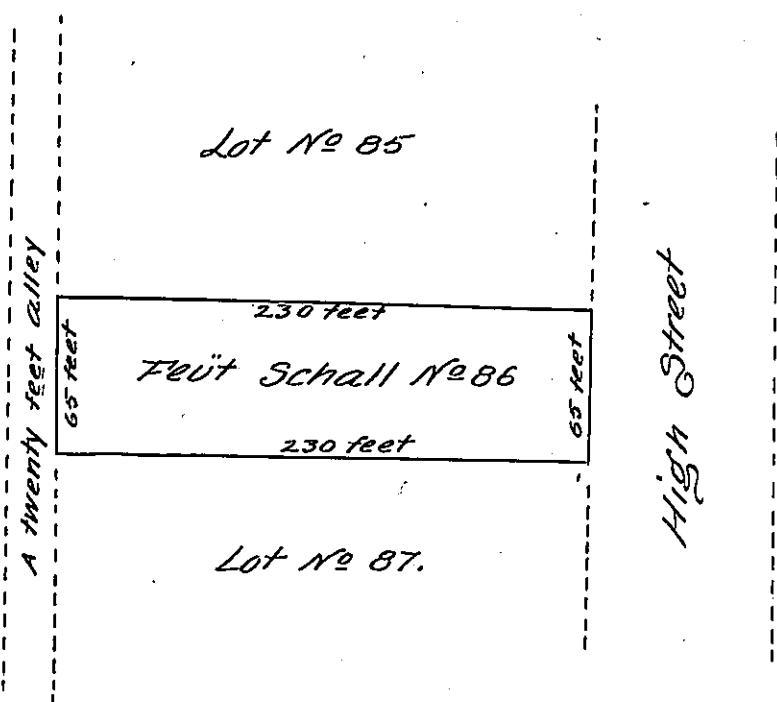 Lot Nº 85
A twenty feet alley
230 feet
65 feet
Feüt Schall Nº 86
65 feet
230 feet
High Street
Lot Nº 87.